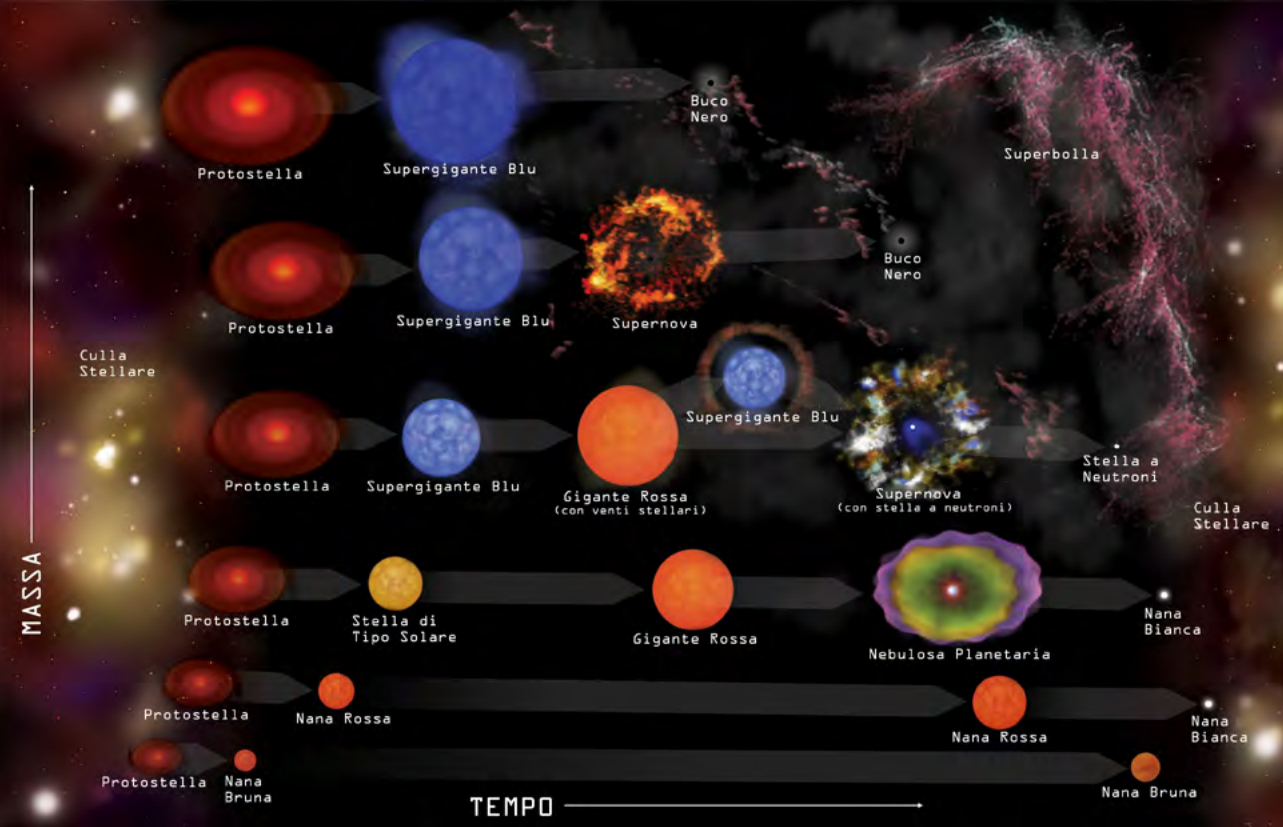 Protostella
Supergigante Blu
Buco
Nero
Superbolla
Protostella
Supergigante Blu
Supernova
Buco
Nero
Culla
Stellare
Protostella
Supergigante Blu
Gigante Rossa
(con venti stellari)
Supergigante Blu
Supernova
(con stella a neutroni)
Stella a
Neutroni
Culla
Stellare
MASSA
Protostella
Stella di
Tipo Solare
Gigante Rossa
Nebulosa Planetaria
Nana
Bianca
Protostella
Nana Rossa
Nana Rossa
Nana
Bianca
Protostella
Nana
Bruna
Nana Bruna
TEMPO